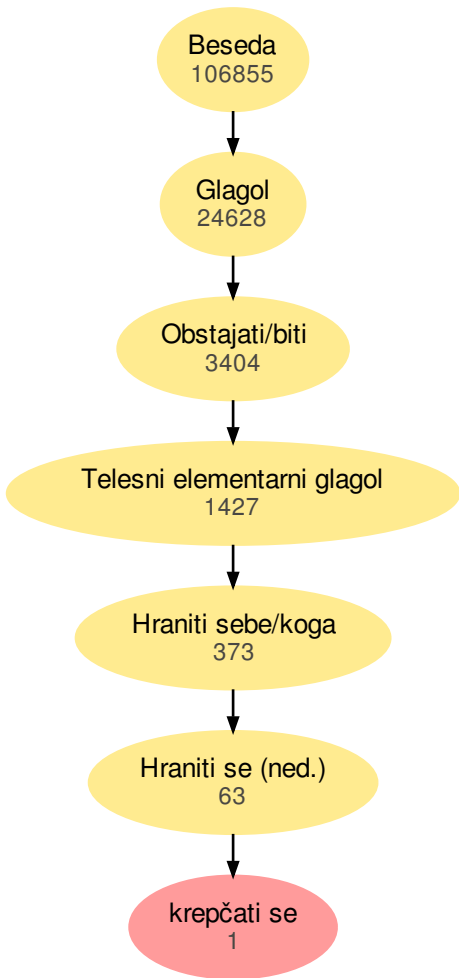 Beseda
106855
Glagol
24628
Obstajati/biti
3404
Telesni elementarni glagol
1427
Hraniti sebe/koga
373
Hraniti se (ned.)
63
krepčati se
1